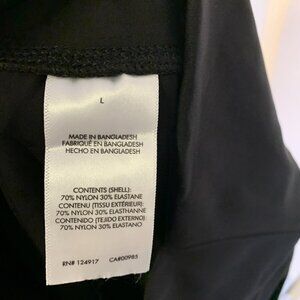 L
MADE IN BANGLADESH
FABRIQUÉ EN BANGLADESH
HECHO EN BANGLADESH
CONTENTS (SHELL):
70% NYLON 30% ELASTANE
CONTENU (TISSU EXTÉRIEUR):
70% NYLON 30% ÉLASTHANNE
CONTENIDO (TEJIDO EXTERNO):
70% NYLON 30% ELASTANO
RN# 124917 CA#00985